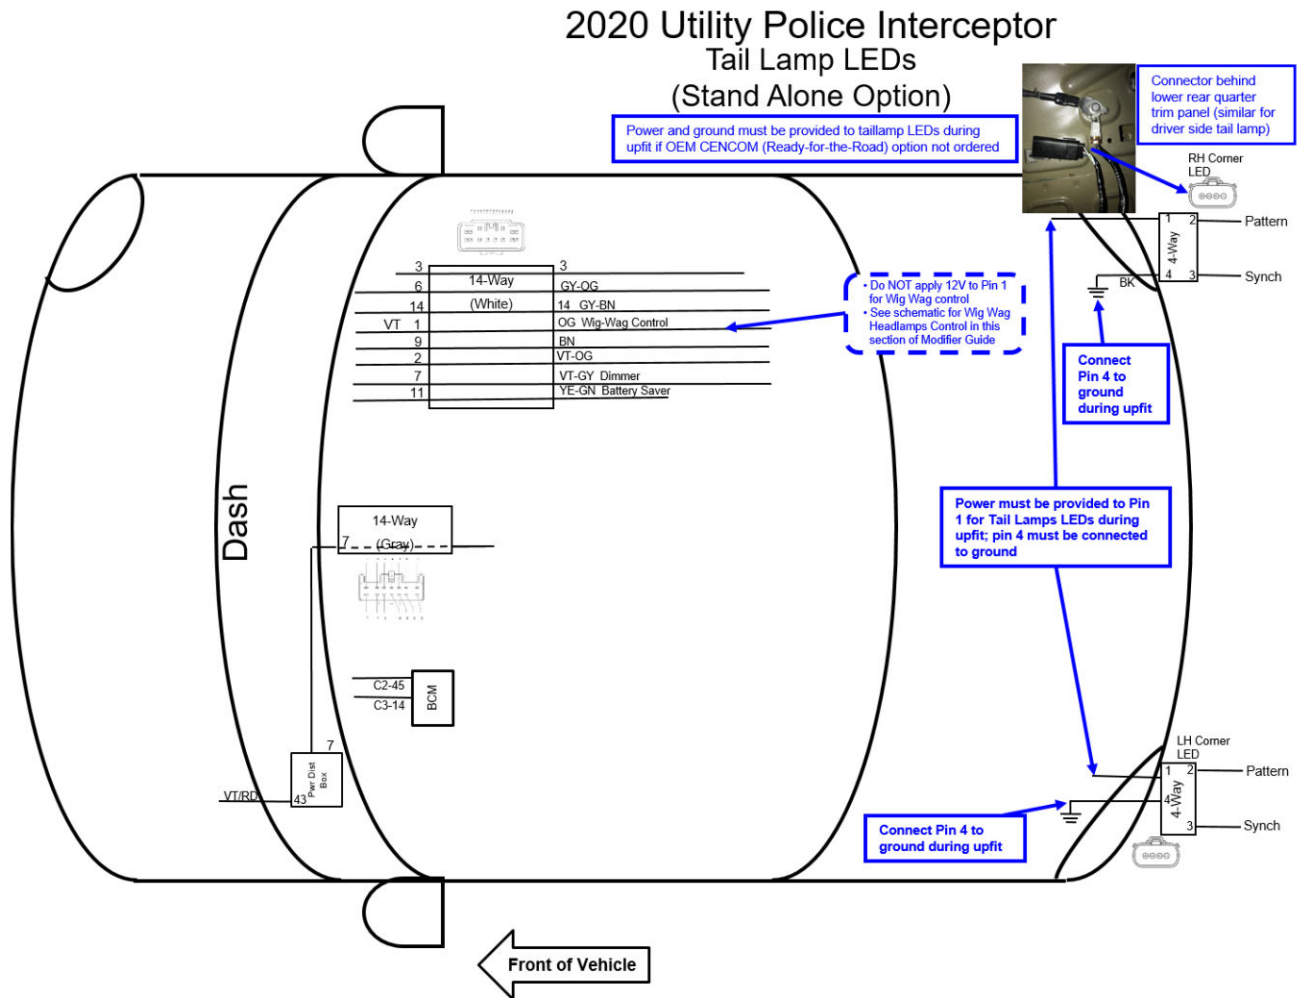 2020 Utility Police Interceptor
Tail Lamp LEDs
(Stand Alone Option)
Power and ground must be provided to taillamp LEDs during
upfit if OEM CENCOM (Ready-for-the-Road) option not ordered
Connector behind
lower rear quarter
trim panel (similar for
driver side tail lamp)
RH Corner
LED
1 2 Pattern
4-Way
4 3 Synch
BK
3 14-Way 3
6 GY-OG
(White)
14 14 GY-BN
VT 1 OG Wig-Wag Control
9 BN
2 VT-OG
7 VT-GY Dimmer
11 YE-GN Battery Saver
• Do NOT apply 12V to Pin 1
for Wig Wag control
• See schematic for Wig Wag
Headlamps Control in this
section of Modifier Guide
Connect
Pin 4 to
ground
during upfit
Dash
14-Way
7 (Gray)
Power must be provided to Pin
1 for Tail Lamps LEDs during
upfit; pin 4 must be connected
to ground
C2-45
C3-14
BCM
7
Pwr Dist
Box
VT/RD 43
LH Corner
LED
1 2 Pattern
4-Way
4
3 Synch
Connect Pin 4 to
ground during upfit
Front of Vehicle